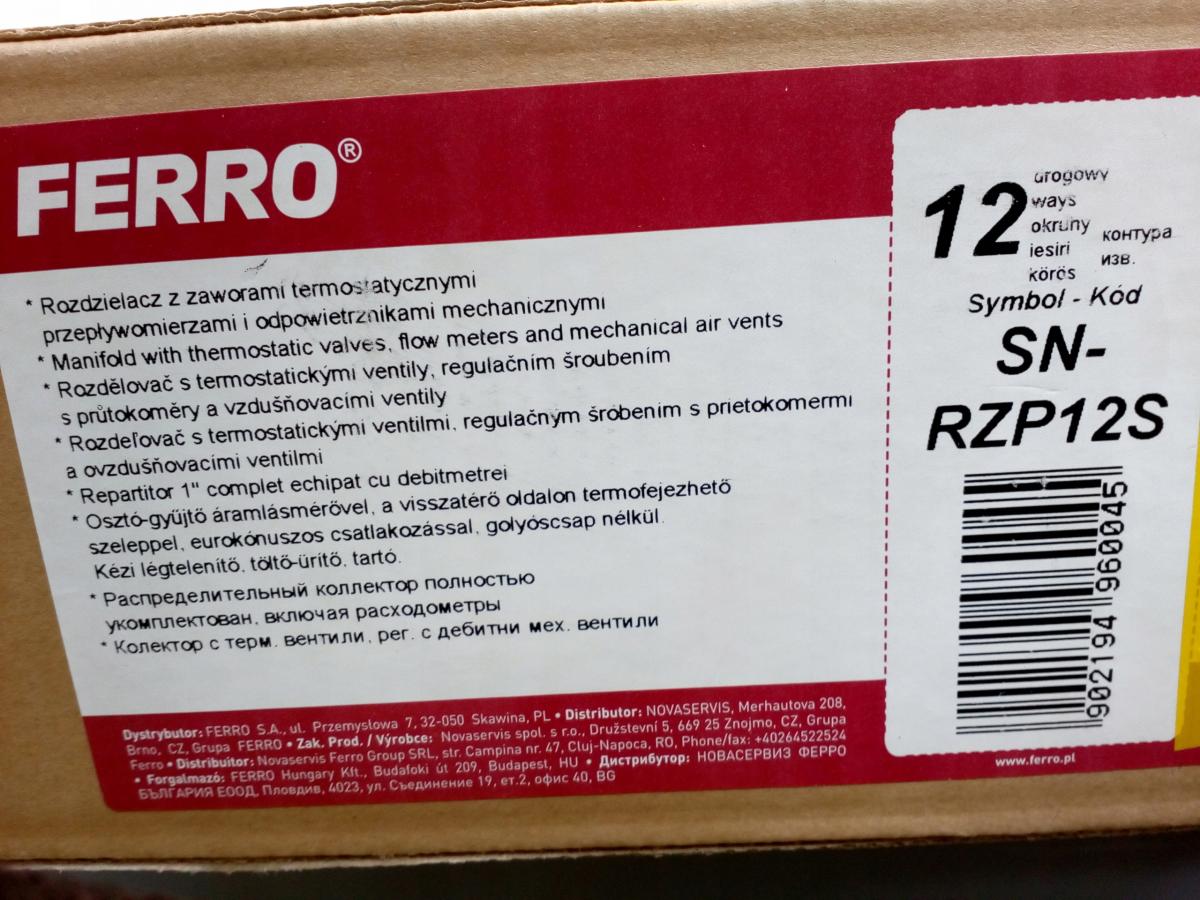 FERRO®
* Rozdzielacz z zaworami termostatycznymi
przepływomierzami i odpowietrznikami mechanicznymi
* Manifold with thermostatic valves, flow meters and mechanical air vents
* Rozdělovač s termostatickými ventily, regulačním šroubením
s průtokoměry a vzdušňovacími ventily
* Rozdeľovač s termostatickými ventilmi, regulačným šróbením s prietokomermi
a ovzdušňovacími ventilmi
* Repartitor 1" complet echipat cu debitmetrei
* Osztó-gyűjtő áramlásmérővel, a visszatérő oldalon termofejezhető
szeleppel, eurokónuszos csatlakozással, golyóscsap nélkül.
Kézi légtelenítő, töltő-ürítő, tartó.
* Распределительный коллектор полностью
укомплектован, включая расходометры
* Колектор с терм. вентили, рег. с дебитни мех. вентили
12
drogowy
ways
okruhy
iesiri
körös
контура
изв.
Symbol - Kód
SN-
RZP12S
5902194 960045
Dystrybutor: FERRO S.A., ul. Przemysłowa 7, 32-050 Skawina, PL • Distributor: NOVASERVIS, Merhautova 208,
Brno, CZ, Grupa FERRO • Zak. Prod. / Výrobce: Novaservis spol. s r.o., Družstevní 5, 669 25 Znojmo, CZ, Grupa
Ferro • Distribuitor: Novaservis Ferro Group SRL, str. Campina nr. 47, Cluj-Napoca, RO, Phone/fax: +40264522524
• Forgalmazó: FERRO Hungary Kft., Budafoki út 209, Budapest, HU • Дистрибутор: НОВАСЕРВИЗ ФЕРРО
БЪЛГАРИЯ ЕООД, Пловдив, 4023, ул. Съединение 19, ет.2, офис 40, BG
www.ferro.pl